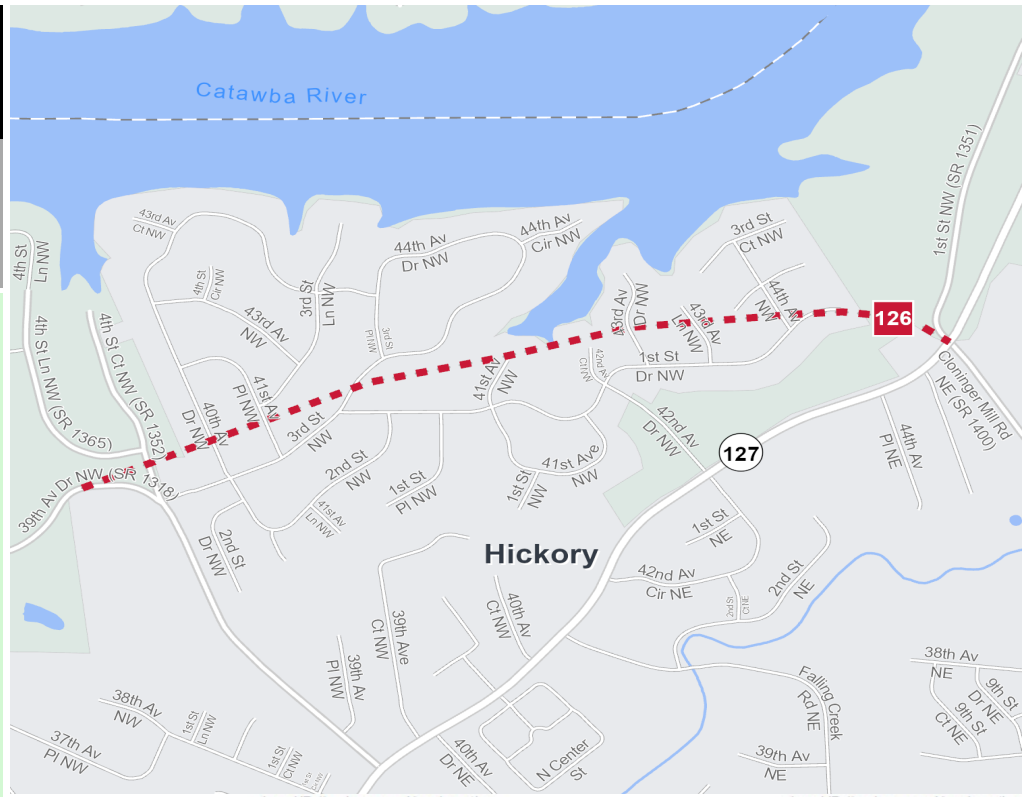 Catawba River
1st St NW (SR 1351)
43rd Av
Ct NW
44th Av
Cir NW
3rd St
Ct NW
44th Av
Dr NW
4th St
Ln NW
4th St
Cir NW
3rd St
Ln NW
43rd Av
Dr NW
44th Av
NW
43rd Av
NW
43rd Av
Ln NW
126
4th St Ln NW (SR 1365)
4th St Ct NW (SR 1352)
3rd St
Pl NW
42nd Av
Ct NW
1st St
Dr NW
41st Av
Pl NW
41st Av
NW
Cloninger Mill Rd
NE (SR 1400)
40th Av
Dr NW
3rd St
NW
42nd Av
Dr NW
127
44th Av
Pl NE
39th Av Dr NW (SR 1318)
2nd St
NW
1st St
Pl NW
1st St
NW
41st Ave
NW
41st Av
Ln NW
1st St
NE
2nd St
Dr NW
Hickory
42nd Av
Cir NE
2nd St
NE
2nd St
Ct NE
40th Av
Ct NW
39th Ave
Ct NW
39th Av
Pl NW
38th Av
NE
Falling Creek
Rd NE
9th St
Dr NE
9th St
Ct NE
38th Av
NW
1st St
Ln NW
37th Av
Pl NW
1st St
Ct NW
40th Av
Dr NE
N Center
St
39th Av
NE